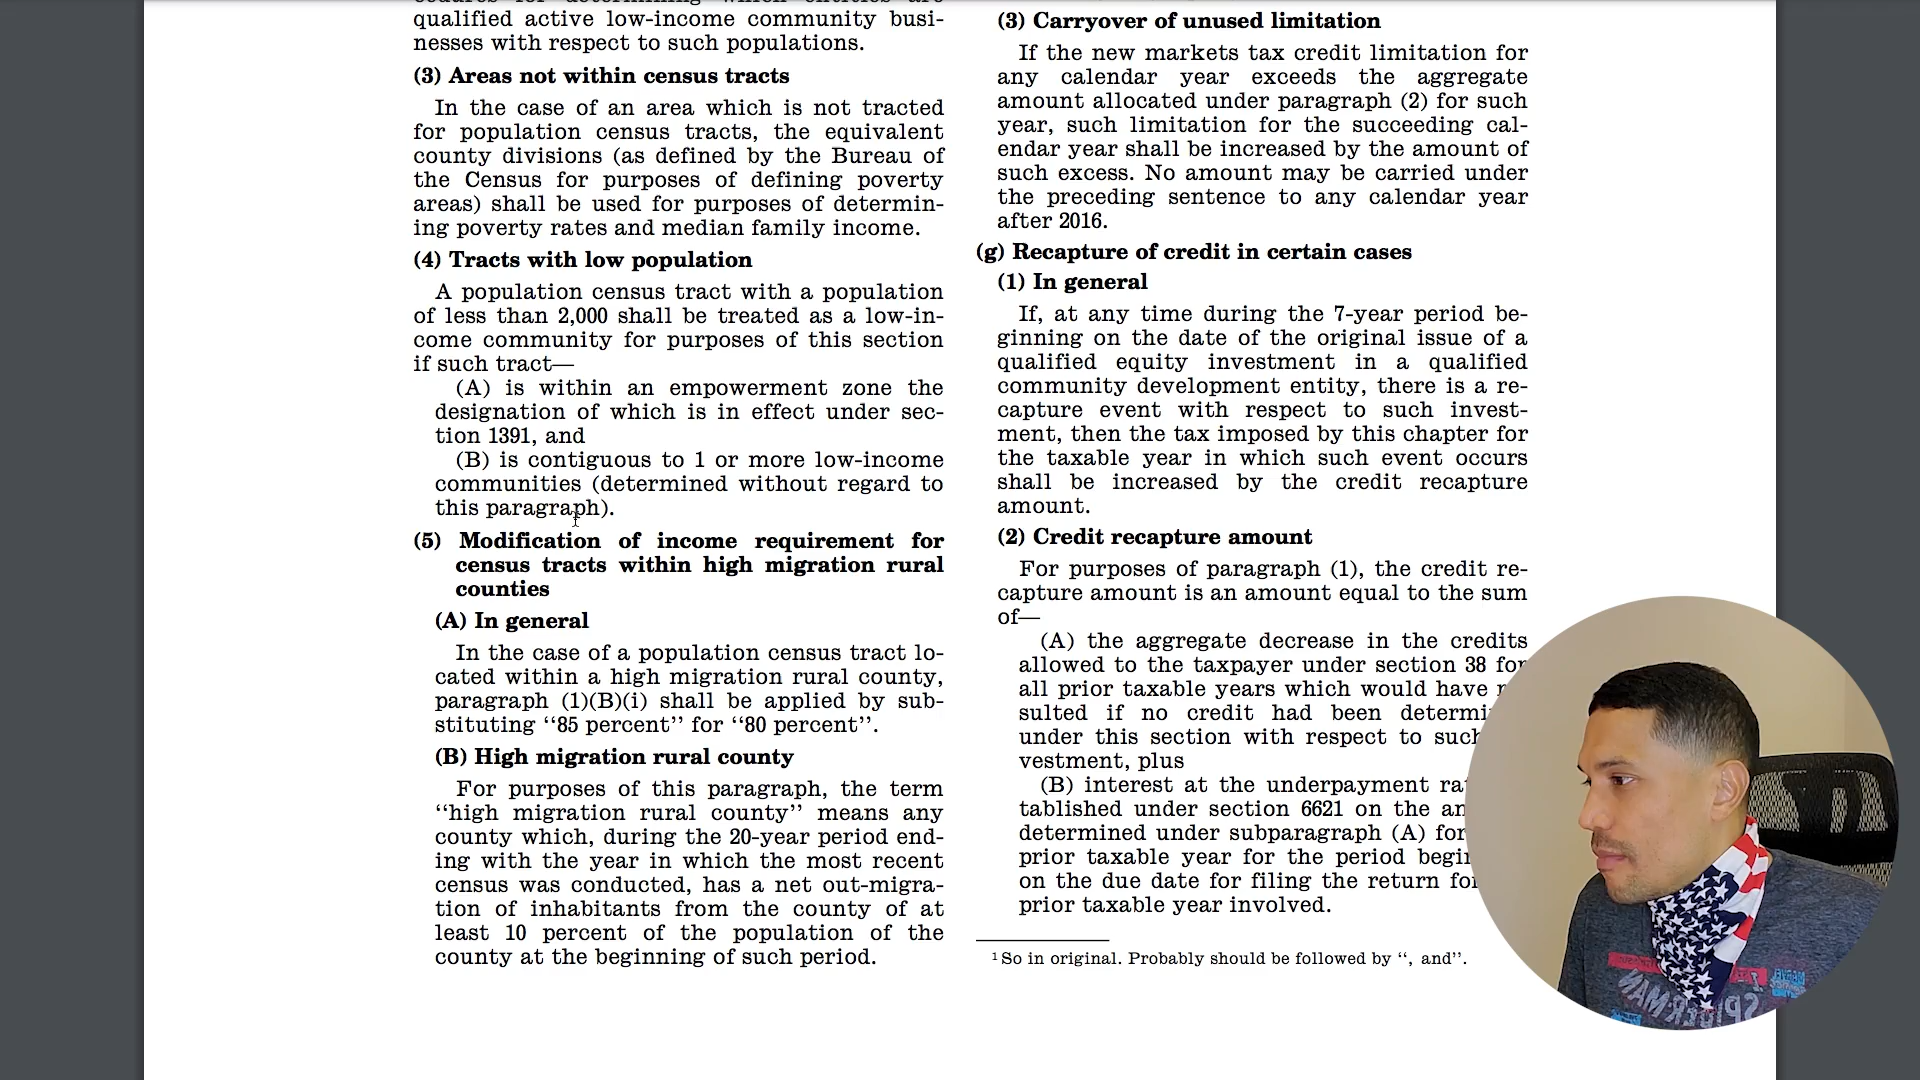 qualified active low-income community busi-
nesses with respect to such populations.
(3) Areas not within census tracts
In the case of an area which is not tracted
for population census tracts, the equivalent
county divisions (as defined by the Bureau of
the Census for purposes of defining poverty
areas) shall be used for purposes of determin-
ing poverty rates and median family income.
(4) Tracts with low population
A population census tract with a population
of less than 2,000 shall be treated as a low-in-
come community for purposes of this section
if such tract—
(A) is within an empowerment zone the
designation of which is in effect under sec-
tion 1391, and
(B) is contiguous to 1 or more low-income
communities (determined without regard to
this paragraph).
(5) Modification of income requirement for
census tracts within high migration rural
counties
(A) In general
In the case of a population census tract lo-
cated within a high migration rural county,
paragraph (1)(B)(i) shall be applied by sub-
stituting ‘‘85 percent’’ for ‘‘80 percent’’.
(B) High migration rural county
For purposes of this paragraph, the term
‘‘high migration rural county’’ means any
county which, during the 20-year period end-
ing with the year in which the most recent
census was conducted, has a net out-migra-
tion of inhabitants from the county of at
least 10 percent of the population of the
county at the beginning of such period.
(3) Carryover of unused limitation
If the new markets tax credit limitation for
any calendar year exceeds the aggregate
amount allocated under paragraph (2) for such
year, such limitation for the succeeding cal-
endar year shall be increased by the amount of
such excess. No amount may be carried under
the preceding sentence to any calendar year
after 2016.
(g) Recapture of credit in certain cases
(1) In general
If, at any time during the 7-year period be-
ginning on the date of the original issue of a
qualified equity investment in a qualified
community development entity, there is a re-
capture event with respect to such invest-
ment, then the tax imposed by this chapter for
the taxable year in which such event occurs
shall be increased by the credit recapture
amount.
(2) Credit recapture amount
For purposes of paragraph (1), the credit re-
capture amount is an amount equal to the sum
of—
(A) the aggregate decrease in the credits
allowed to the taxpayer under section 38 for
all prior taxable years which would have
sulted if no credit had been
under this section with respect to such
vestment, plus
(B) interest at the underpayment
tablished under section 6621 on the
determined under subparagraph (A) for
prior taxable year for the period
on the due date for filing the return
prior taxable year involved.
1 So in original. Probably should be followed by ‘‘, and’’.